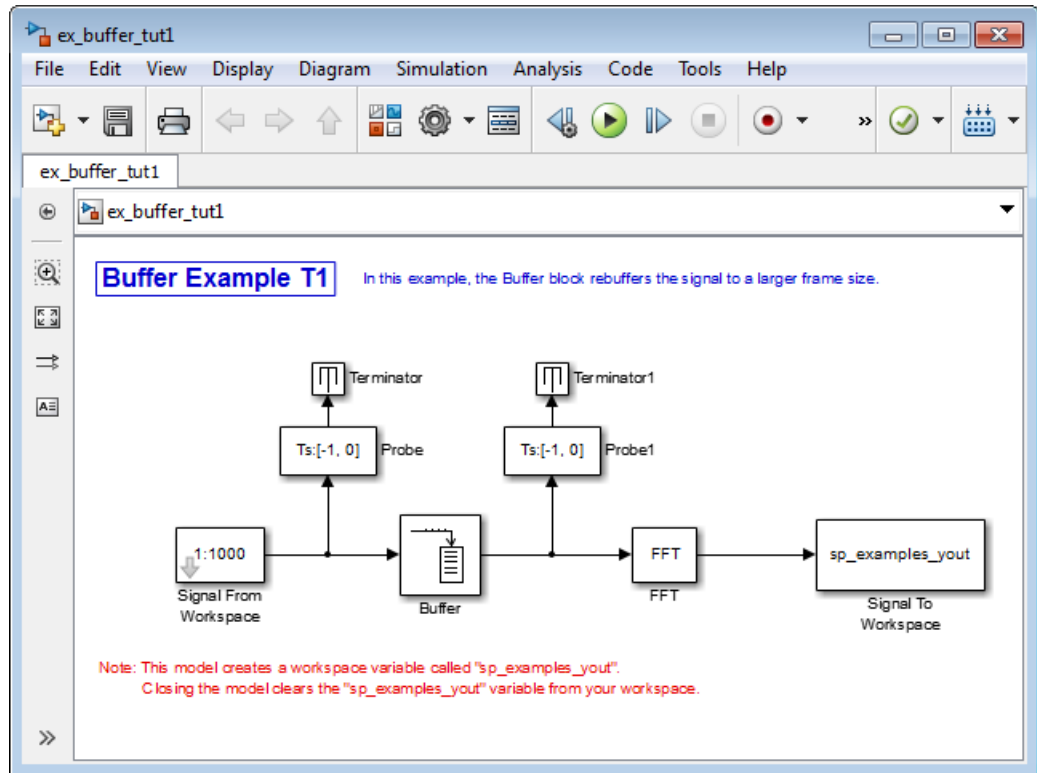 ex_buffer_tut1
File Edit View Display Diagram Simulation Analysis Code Tools Help
»
ex_buffer_tut1
ex_buffer_tut1
Buffer Example T1
In this example, the Buffer block rebuffers the signal to a larger frame size.
Terminator
Terminator1
Ts:[-1, 0]
Probe
Ts:[-1, 0]
Probe1
1:1000
FFT
sp_examples_yout
Signal From
Workspace
Buffer
FFT
Signal To
Workspace
Note: This model creates a workspace variable called "sp_examples_yout".
Closing the model clears the "sp_examples_yout" variable from your workspace.
A
»